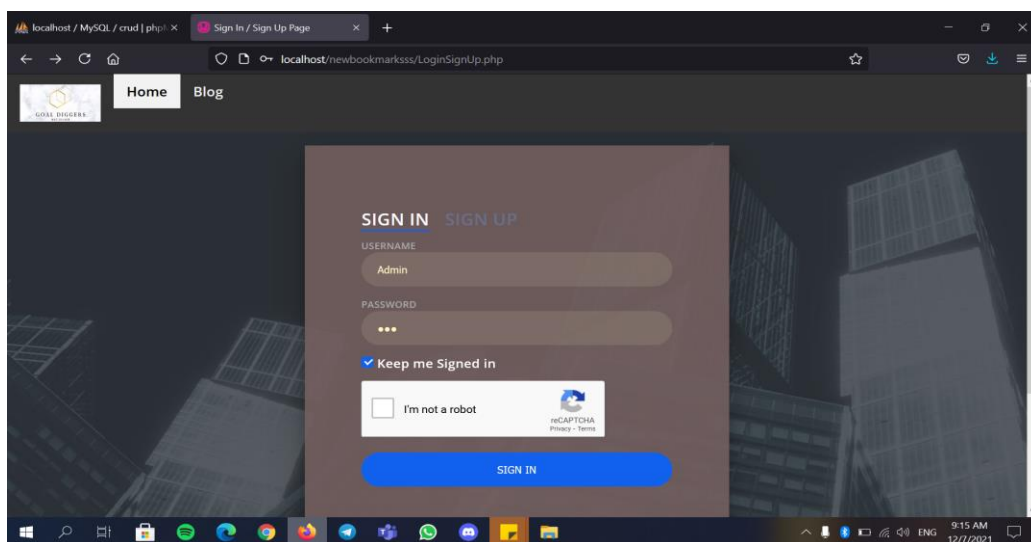 localhost / MySQL / crud | php
Sign In / Sign Up Page
localhost/newbookmarksss/LoginSignUp.php
GOAL DIGGERS
Home Blog
SIGN IN SIGN UP
USERNAME
Admin
PASSWORD
Keep me Signed in
I'm not a robot
reCAPTCHA
Privacy - Terms
SIGN IN
ENG
9:15 AM
12/7/2021